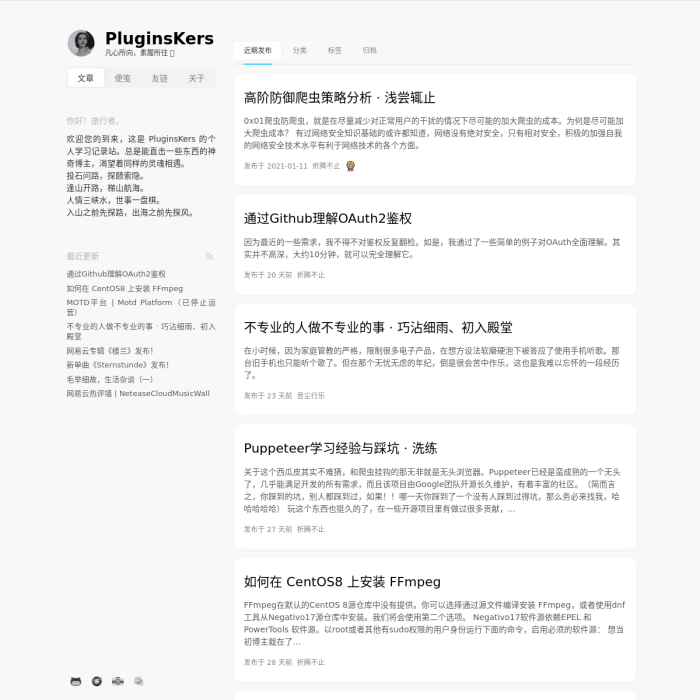 PluginsKers
凡心所向，素履所往
文章
便笺
友链
关于
你好！旅行者。
欢迎您的到来，这是 PluginsKers 的个
人学习记录站。总是能直击一些东西的神
奇博主，渴望着同样的灵魂相遇。
投石问路，探赜索隐。
逢山开路，梯山航海。
人情三峡水，世事一盘棋。
入山之前先探路，出海之前先探风。
最近更新
通过Github理解OAuth2鉴权
如何在 CentOS8 上安装 FFmpeg
MOTD平台 | Motd Platform（已停止运
营）
不专业的人做不专业的事 · 巧沾细雨、初入
殿堂
网易云专辑《楼兰》发布！
新单曲《Sternstunde》发布！
毛举细故，生活杂谈（一）
网易云热评墙 | NeteaseCloudMusicWall
近期发布
分类
标签
归档
高阶防御爬虫策略分析 · 浅尝辄止
0x01爬虫防爬虫，就是在尽量减少对正常用户的干扰的情况下尽可能的加大爬虫的成本。为何是尽可能加
大爬虫成本？ 有过网络安全知识基础的或许都知道，网络没有绝对安全，只有相对安全，积极的加强自我
的网络安全技术水平有利于网络技术的各个方面。
发布于 2021-01-11 折腾不止
通过Github理解OAuth2鉴权
因为最近的一些需求，我不得不对鉴权反复翻检。如是，我通过了一些简单的例子对OAuth全面理解。其
实并不高深，大约10分钟，就可以完全理解它。
发布于 20 天前 折腾不止
不专业的人做不专业的事 · 巧沾细雨、初入殿堂
在小时候，因为家庭管教的严格，限制很多电子产品，在想方设法软磨硬泡下被答应了使用手机听歌。那
台旧手机也只能听个歌了。但在那个无忧无虑的年纪，倒是很会苦中作乐，这也是我难以忘怀的一段经历
了。
发布于 23 天前 音尘行乐
Puppeteer学习经验与踩坑 · 洗练
关于这个西瓜皮其实不难猜，和爬虫挂钩的那无非就是无头浏览器。Puppeteer已经是蛮成熟的一个无头
了，几乎能满足开发的所有需求，而且该项目由Google团队开源长久维护，有着丰富的社区。（简而言
之，你踩到的坑，别人都踩到过，如果！！哪一天你踩到了一个没有人踩到过得坑，那么务必来找我，哈
哈哈哈哈） 玩这个东西也挺久的了，在一些开源项目里有做过很多贡献，...
发布于 27 天前 折腾不止
如何在 CentOS8 上安装 FFmpeg
FFmpeg在默认的CentOS 8源仓库中没有提供。你可以选择通过源文件编译安装 FFmpeg，或者使用dnf
工具从Negativo17源仓库中安装。我们将会使用第二个选项。 Negativo17软件源依赖EPEL 和
PowerTools 软件源。以root或者其他有sudo权限的用户身份运行下面的命令，启用必须的软件源： 想当
初博主栽在了...
发布于 28 天前 折腾不止